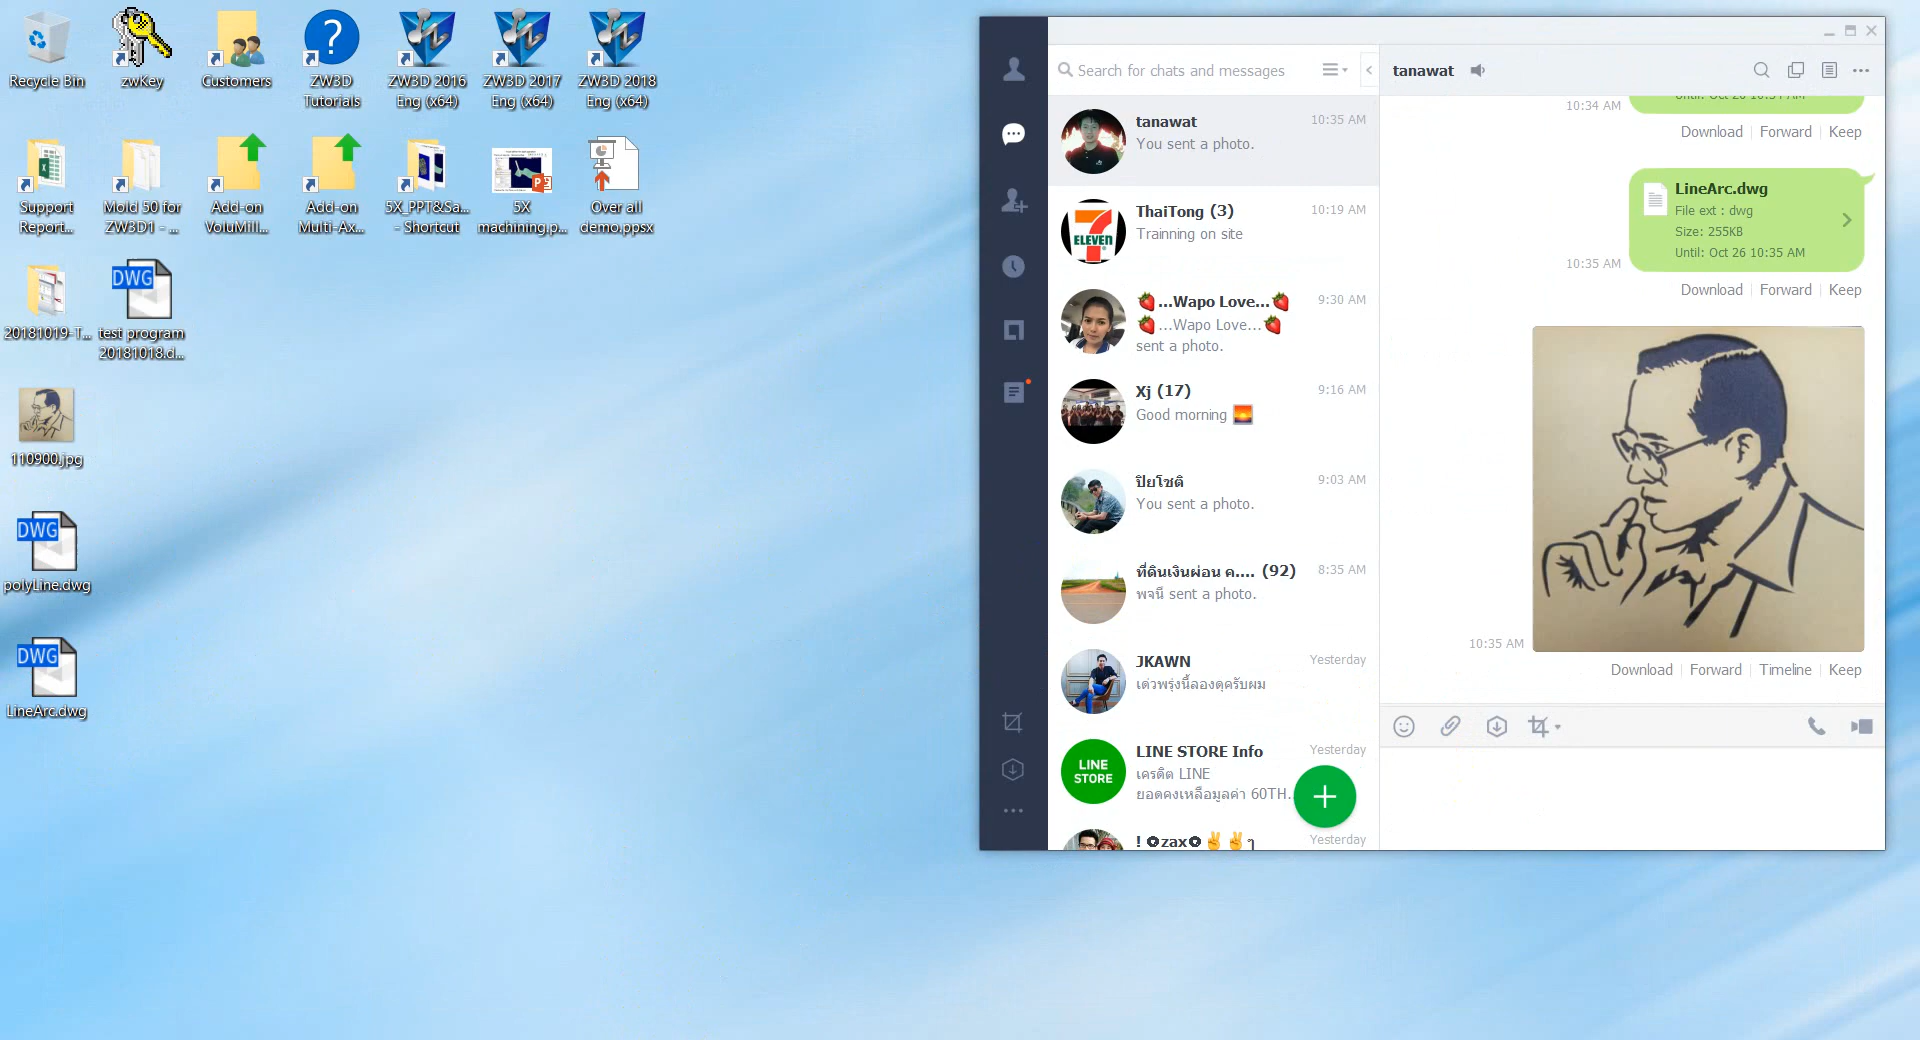 Recycle Bin
zwKey
Customers
ZW3D
Tutorials
ZW3D 2016
Eng (x64)
ZW3D 2017
Eng (x64)
ZW3D 2018
Eng (x64)
Support
Report...
Mold 50 for
ZW3D1 - ...
Add-on
VoluMill...
Add-on
Multi-Ax...
5X_PPT&Sa...
- Shortcut
5X
machining.p...
Over all
demo.ppsx
20181019-T...
DWG
test program
20181018.d...
110900.jpg
DWG
polyLine.dwg
DWG
LineArc.dwg
Search for chats and messages
tanawat
10:35 AM
You sent a photo.
ELEVEN
ThaiTong (3)
10:19 AM
Trainning on site
🍓...Wapo Love...🍓
9:30 AM
🍓...Wapo Love...🍓
sent a photo.
Xj (17)
9:16 AM
Good morning 🌅
ปิยโชติ
9:03 AM
You sent a photo.
ที่ดินเงินผ่อน ค.... (92)
8:35 AM
พจนี sent a photo.
JKAWN
Yesterday
เด่วพรุ่งนี้ลองดุครับผม
LINE
STORE
LINE STORE Info
Yesterday
เครดิต LINE
ยอดคงเหลือมูลค่า 60TH...
! ✪zax✪✌✌ๆ
Yesterday
tanawat
Until: Oct 26 10:34 AM
10:34 AM
Download | Forward | Keep
LineArc.dwg
File ext : dwg
Size: 255KB
Until: Oct 26 10:35 AM
10:35 AM
Download | Forward | Keep
10:35 AM
Download | Forward | Timeline | Keep